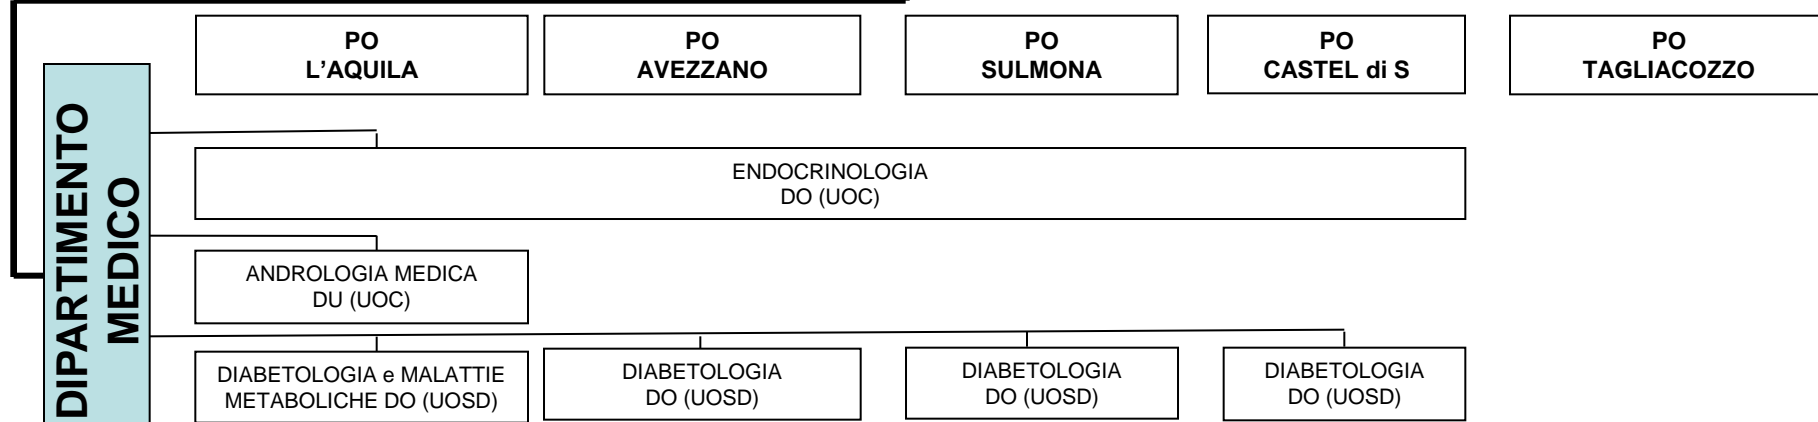 PO
L’AQUILA
PO
AVEZZANO
PO
SULMONA
PO
CASTEL di S
PO
TAGLIACOZZO
DIPARTIMENTO
MEDICO
ENDOCRINOLOGIA
DO (UOC)
ANDROLOGIA MEDICA
DU (UOC)
DIABETOLOGIA e MALATTIE
METABOLICHE DO (UOSD)
DIABETOLOGIA
DO (UOSD)
DIABETOLOGIA
DO (UOSD)
DIABETOLOGIA
DO (UOSD)